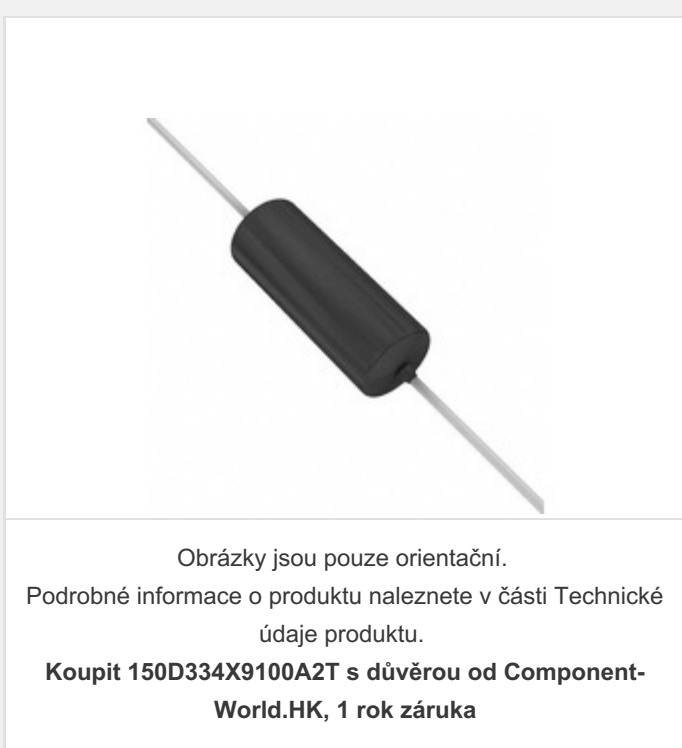 Obrázky jsou pouze orientační.
Podrobné informace o produktu naleznete v části Technické
údaje produktu.
Koupit 150D334X9100A2T s důvěrou od Component-
World.HK, 1 rok záruka